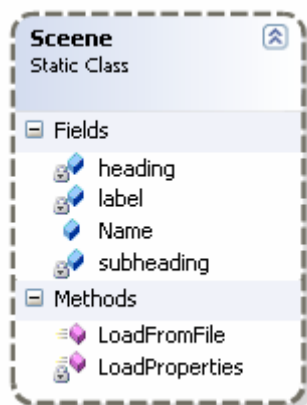 Sceene
Static Class
Fields
heading
label
Name
subheading
Methods
LoadFromFile
LoadProperties